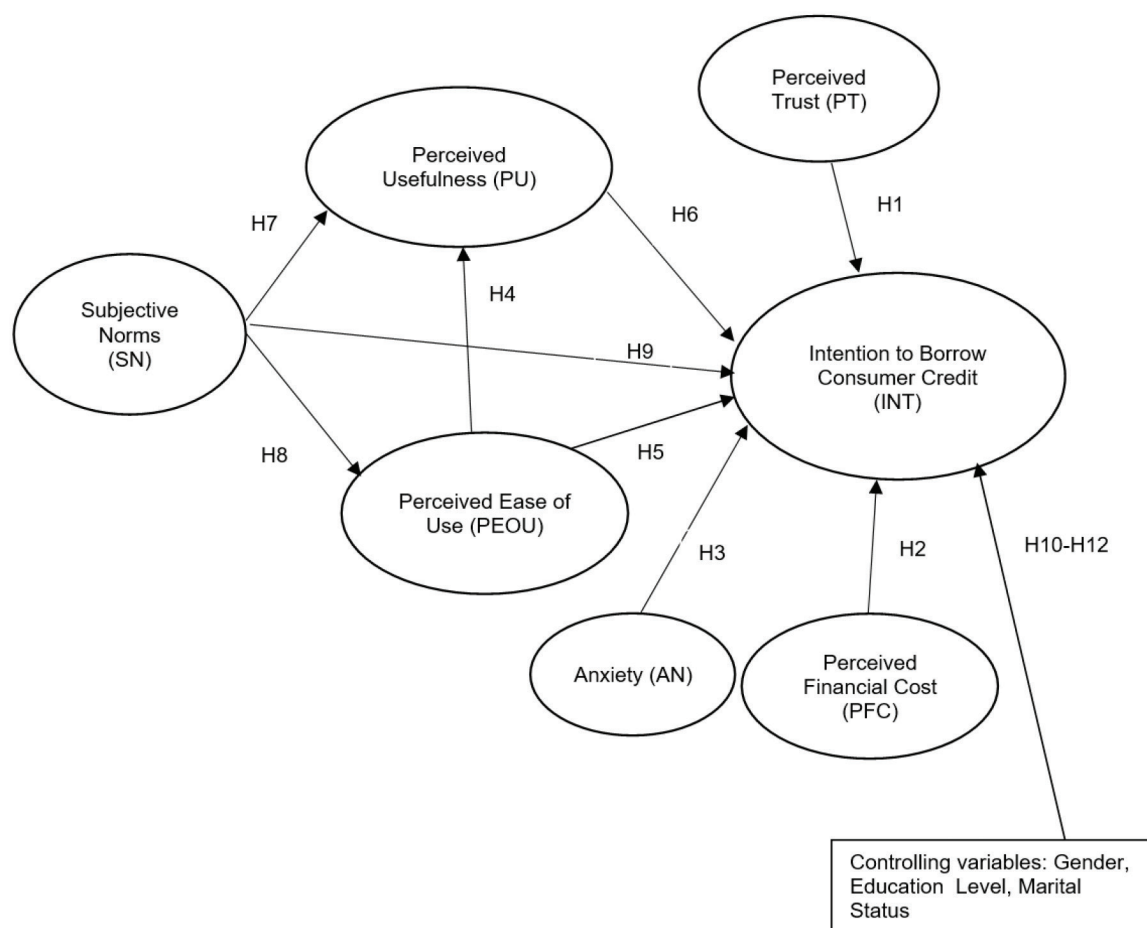 Perceived
Trust (PT)
Perceived
Usefulness (PU)
H6
H1
H7
H4
Subjective
Norms
(SN)
H9
Intention to Borrow
Consumer Credit
(INT)
H8
H5
Perceived Ease of
Use (PEOU)
H3
H2
H10-H12
Anxiety (AN)
Perceived
Financial Cost
(PFC)
Controlling variables: Gender,
Education Level, Marital
Status